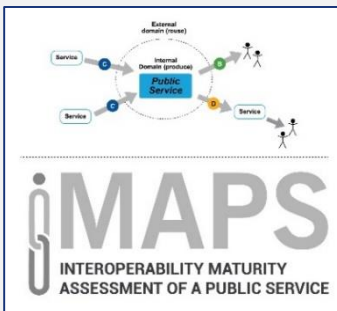 External
domain (reuse)
Service
C
Internal
Domain (produce)
B
Public
Service
Service
C
D
Service
iMAPS
INTEROPERABILITY MATURITY
ASSESSMENT OF A PUBLIC SERVICE